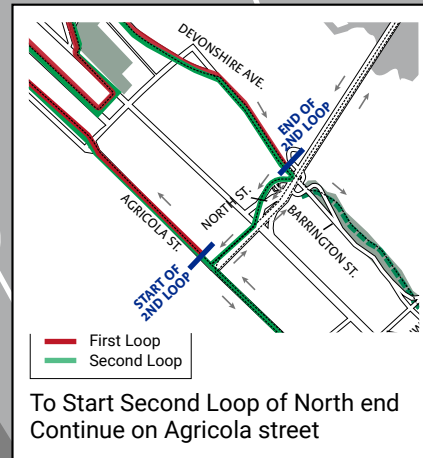 DEVONSHIRE AVE.
END OF
2ND LOOP
NORTH ST.
AGRICOLA ST.
BARRINGTON ST.
START OF
2ND LOOP
First Loop
Second Loop
To Start Second Loop of North end
Continue on Agricola street